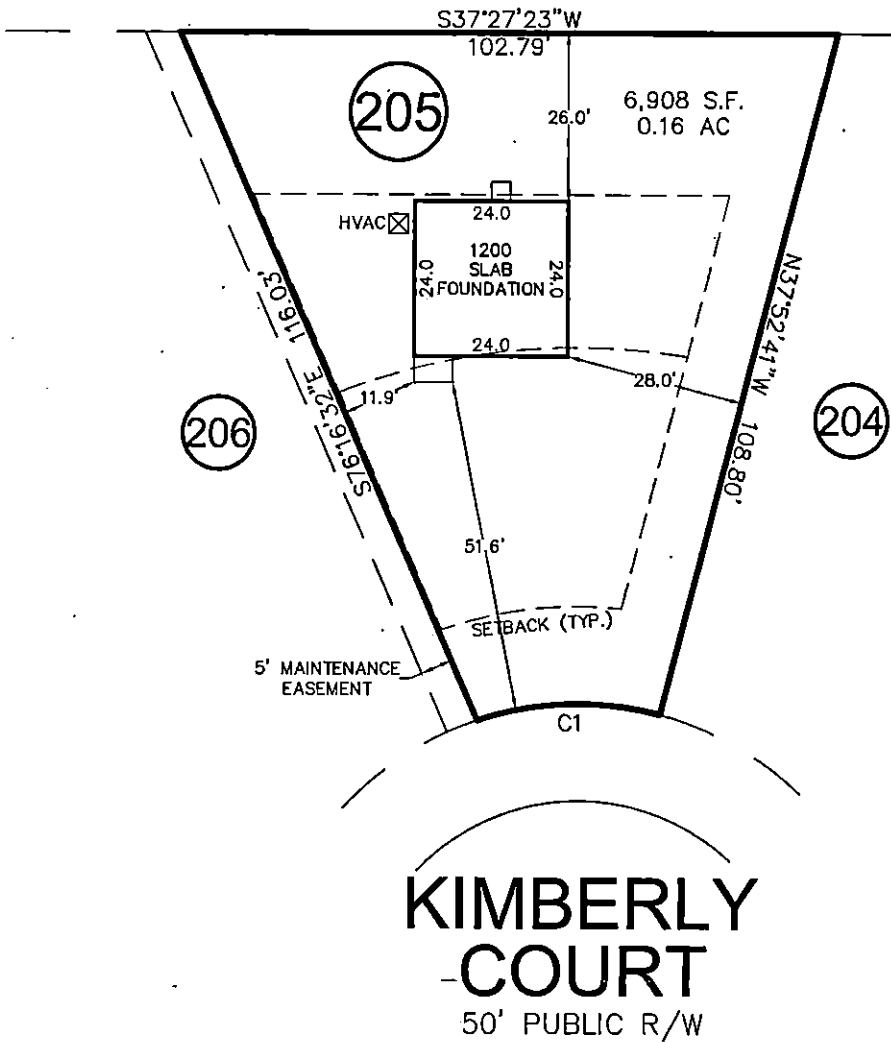 S37°27'23"W
102.79'
205
6,908 S.F.
0.16 AC
26.0'
HVAC
24.0
1200
SLAB
FOUNDATION
24.0
24.0
24.0
S76°16'32"E 116.03'
N37°52'41"W 108.80'
11.9'
28.0'
206
204
51.6'
SETBACK (TYP.)
5' MAINTENANCE
EASEMENT
C1
KIMBERLY
COURT
50' PUBLIC R/W